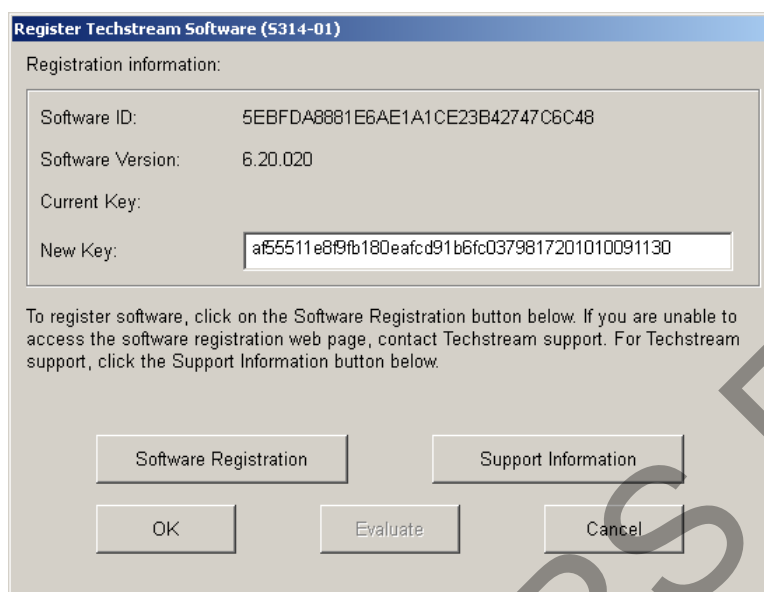 Register Techstream Software (S314-01)
Registration information:
Software ID: 5EBFDA8881E6AE1A1CE23B42747C6C48
Software Version: 6.20.020
Current Key:
New Key: af55511e8f9fb180eafcd91b6fc0379817201010091130
To register software, click on the Software Registration button below. If you are unable to
access the software registration web page, contact Techstream support. For Techstream
support, click the Support Information button below.
Software Registration Support Information
OK Evaluate Cancel